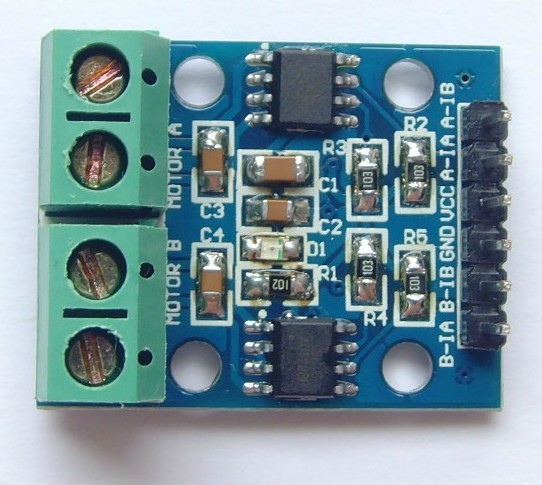 MOTOR A
MOTOR B
C3
C4
C1
C2
D1
R1
102
R3
103
R2
103
R4
103
R5
103
A-IB
A-IA
VCC
GND
B-IB
B-IA